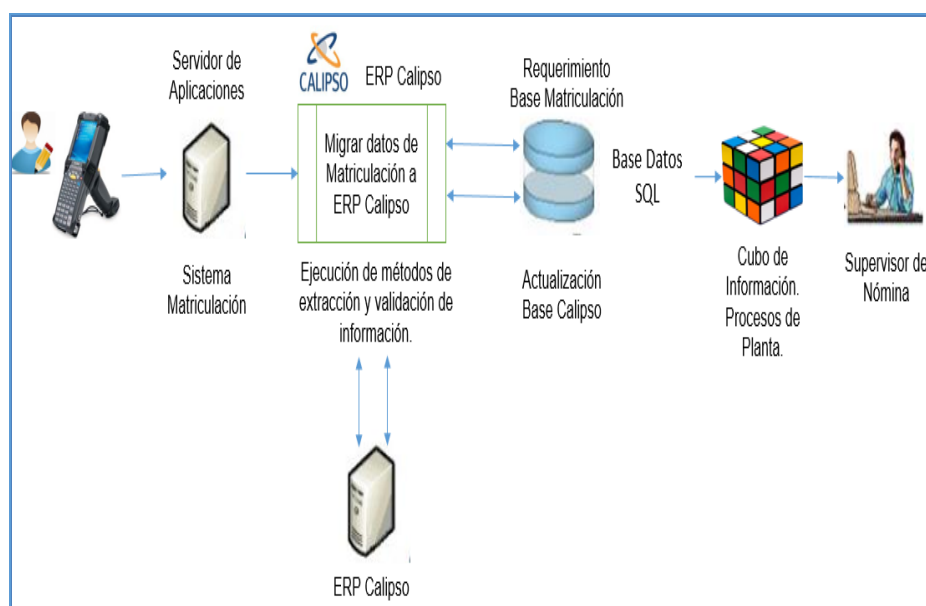 Servidor de
Aplicaciones
Sistema
Matriculación
CALIPSO
ERP Calipso
Migrar datos de
Matriculación a
ERP Calipso
Ejecución de métodos de
extracción y validación de
información.
ERP Calipso
Requerimiento
Base Matriculación
Actualización
Base Calipso
Base Datos
SQL
Cubo de
Información.
Procesos de
Planta.
Supervisor de
Nómina